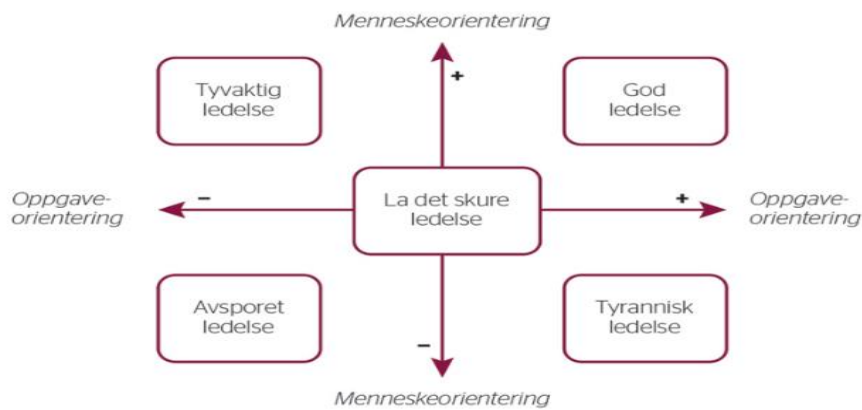 Menneskeorientering
+
Tyvaktig
ledelse
God
ledelse
Oppgave-
orientering
–
La det skure
ledelse
+
Oppgave-
orientering
Avsporet
ledelse
Tyrannisk
ledelse
–
Menneskeorientering